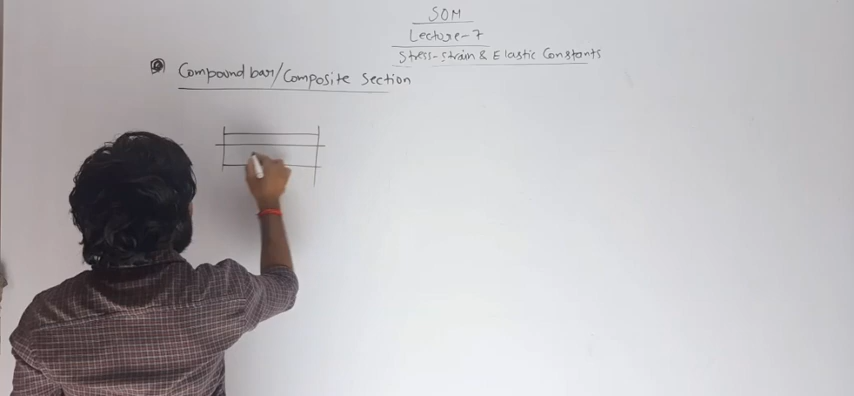 SOM
Lecture-7
Stress-Strain & Elastic Constants
Compound bar/Composite Section